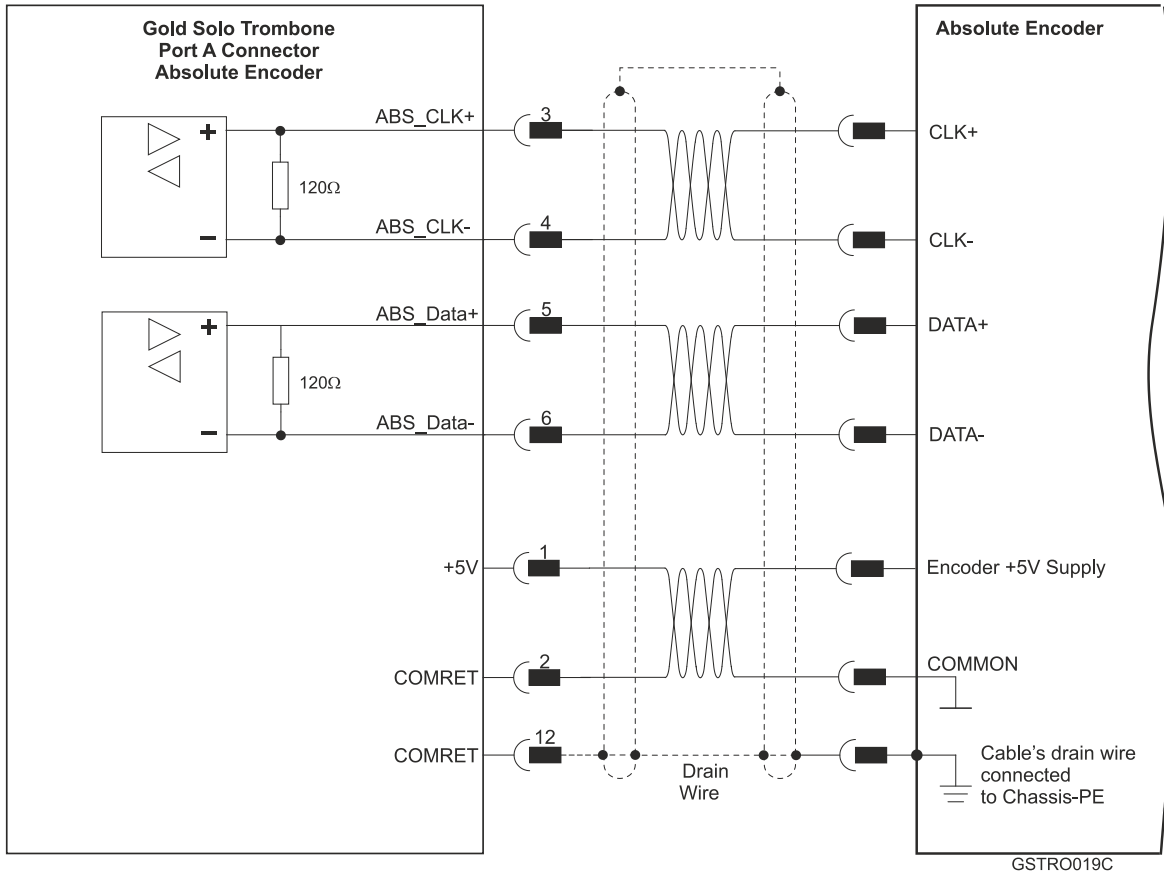 Gold Solo Trombone
Port A Connector
Absolute Encoder
Absolute Encoder
ABS_CLK+
3
CLK+
120Ω
ABS_CLK-
4
CLK-
ABS_Data+
5
DATA+
120Ω
ABS_Data-
6
DATA-
+5V
1
Encoder +5V Supply
COMRET
2
COMMON
COMRET
12
Drain
Wire
Cable's drain wire
connected
to Chassis-PE
GSTRO019C